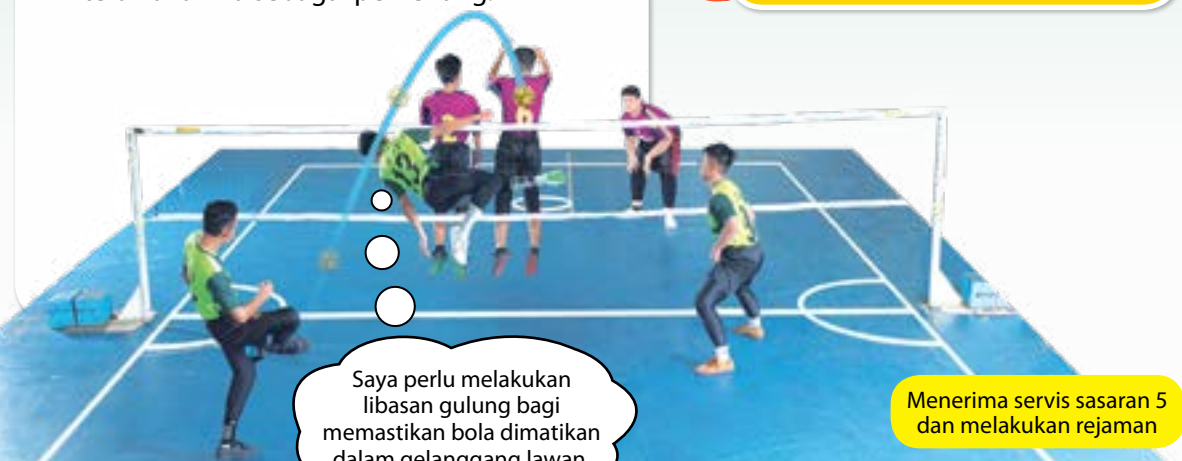 Saya perlu melakukan
libasan gulung bagi
memastikan bola dimatikan
dalam gelanggang lawan
Menerima servis sasaran 5
dan melakukan rejaman